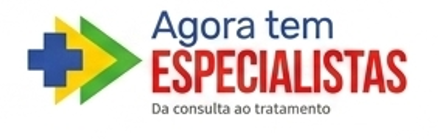 Agora tem
ESPECIALISTAS
Da consulta ao tratamento